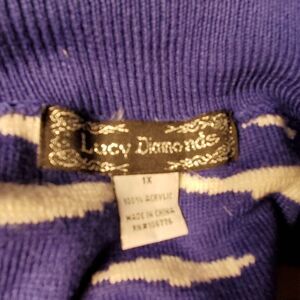 Lucy Diamonds
1X
100% ACRYLIC
MADE IN CHINA